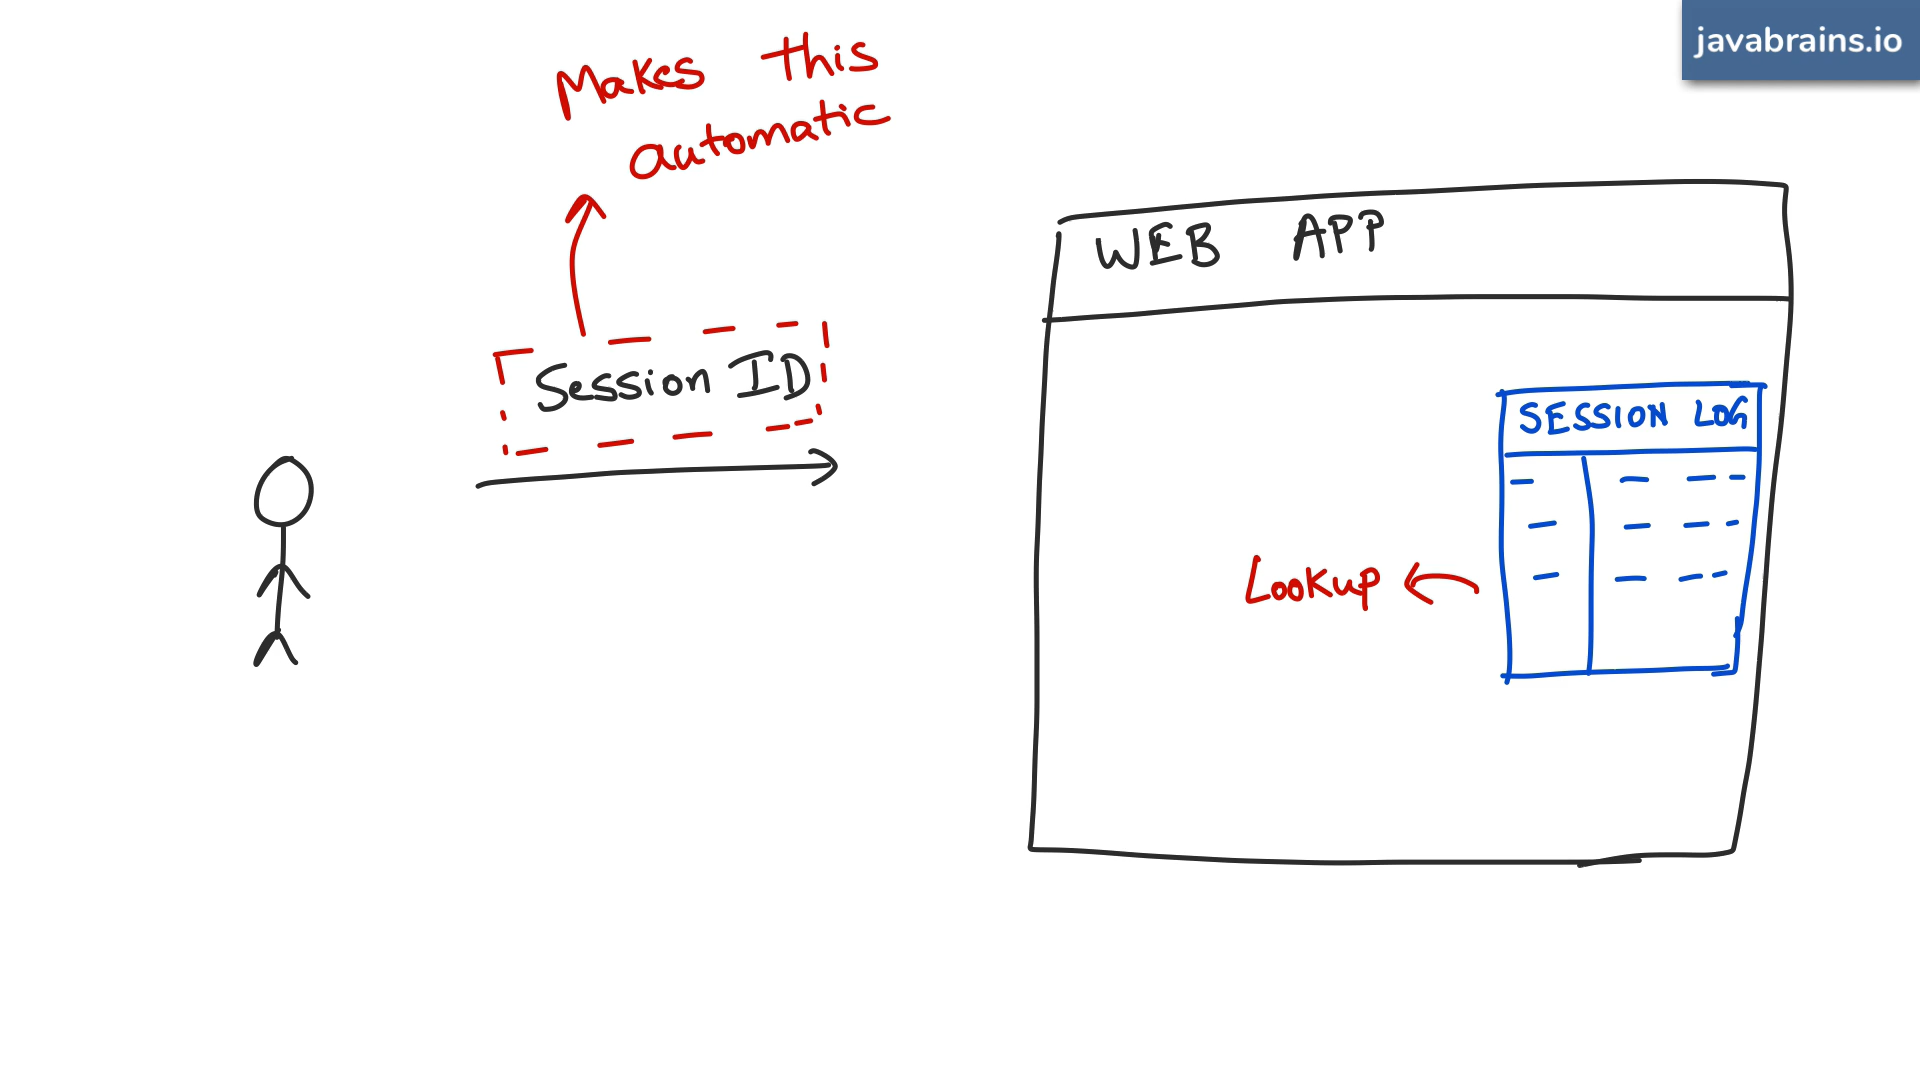 javabrains.io
Makes this
automatic
WEB APP
Session ID
SESSION LOG
Lookup